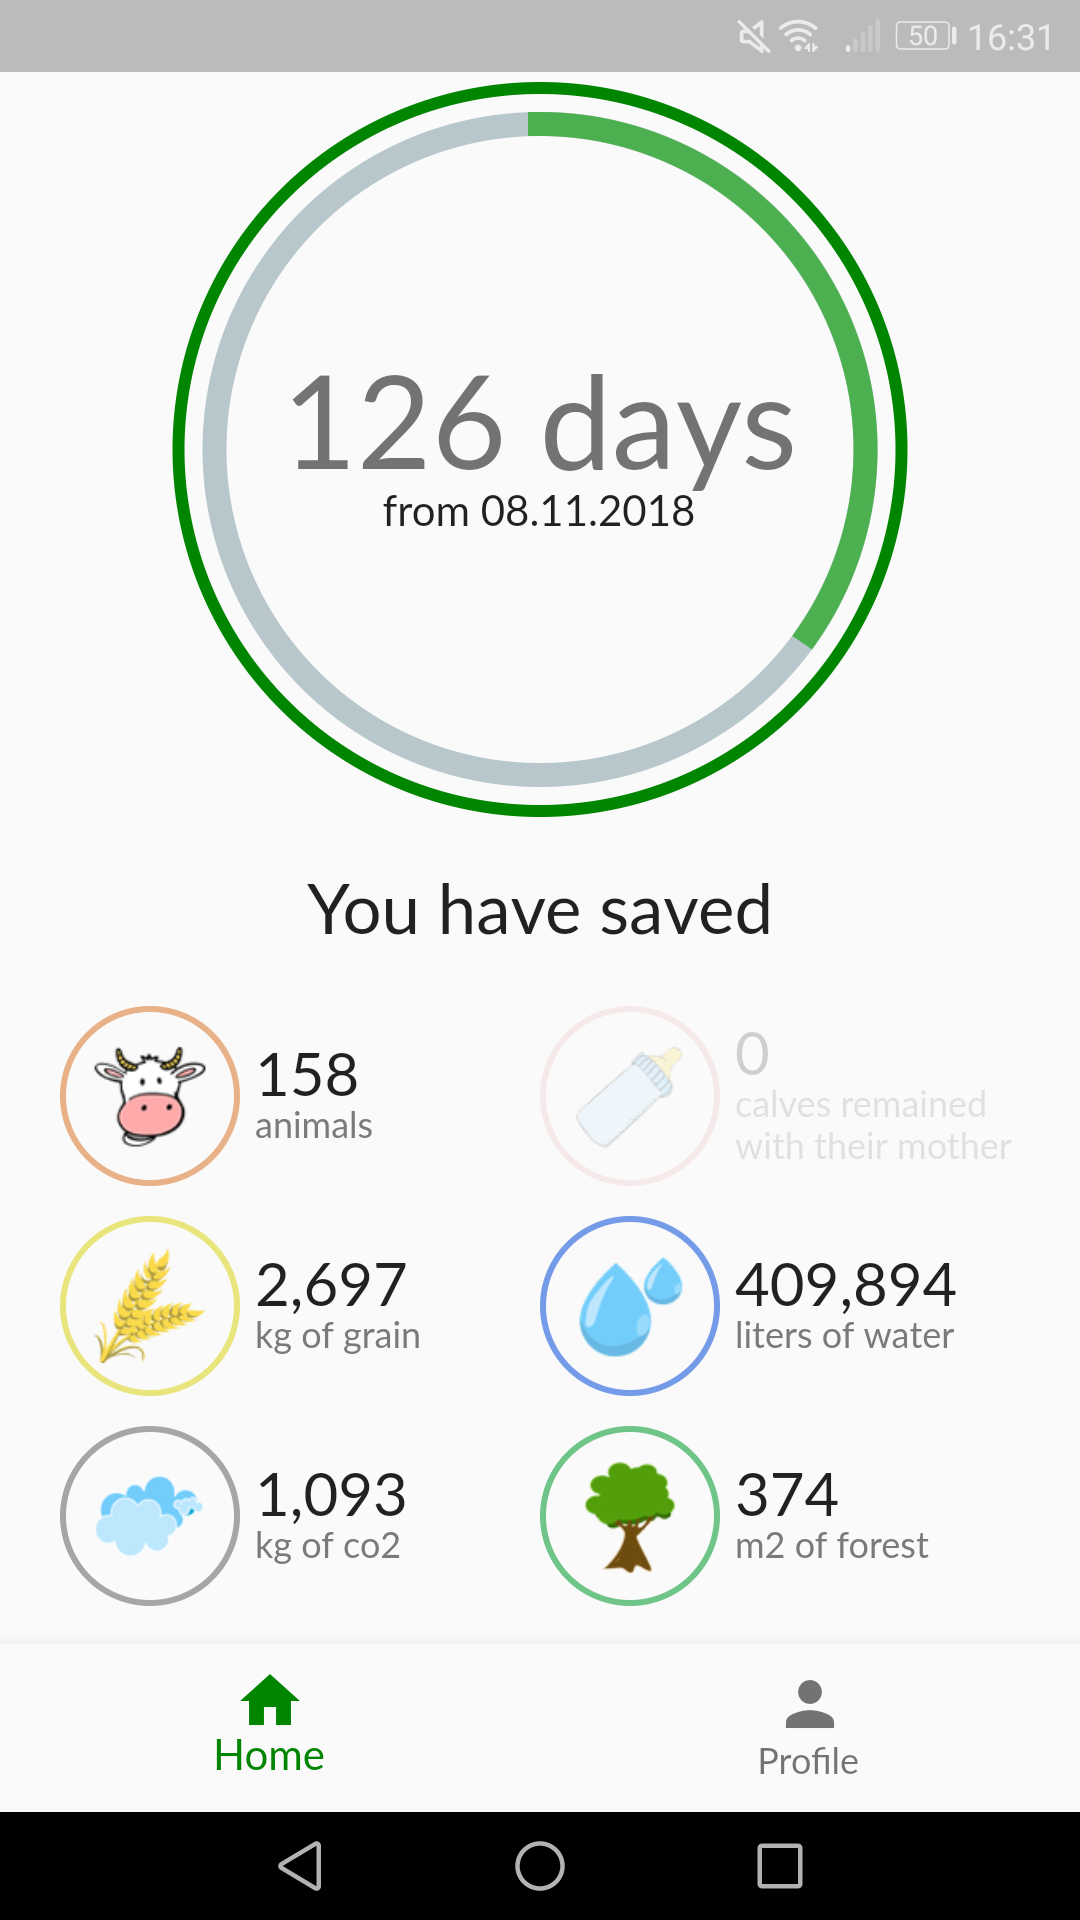 50 16:31
126 days
from 08.11.2018
You have saved
158
animals
0
calves remained
with their mother
2,697
kg of grain
409,894
liters of water
1,093
kg of co2
374
m2 of forest
Home
Profile